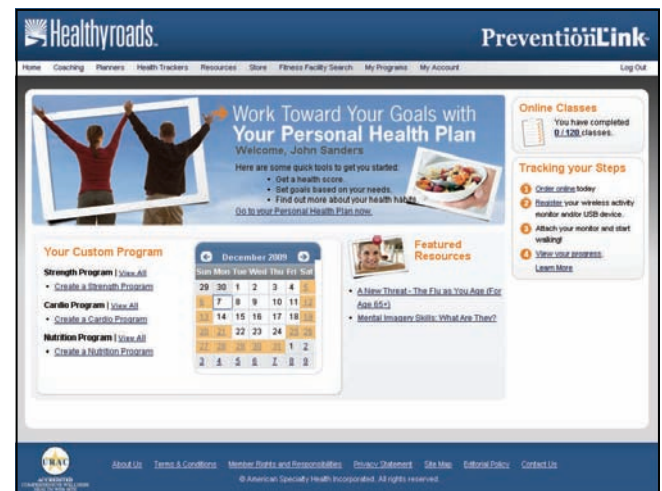 Healthyroads.
PreventionLink
Home Coaching Planners Health Trackers Resources Store Fitness Facility Search My Programs My Account Log Out
Work Toward Your Goals with
Your Personal Health Plan
Welcome, John Sanders
Here are some quick tools to get you started:
• Get a health score.
• Set goals based on your needs.
• Find out more about your health habits.
Go to your Personal Health Plan now.
Online Classes
You have completed
0 / 120 classes.
Tracking your Steps
1 Order online today
2 Register your wireless activity
monitor and/or USB device.
3 Attach your monitor and start
walking!
4 View your progress.
Learn More
Your Custom Program
Strength Program | View All
• Create a Strength Program
Cardio Program | View All
• Create a Cardio Program
Nutrition Program | View All
• Create a Nutrition Program
December 2009
Sun Mon Tue Wed Thu Fri Sat
29 30 1 2 3 4 5
6 7 8 9 10 11 12
13 14 15 16 17 18 19
20 21 22 23 24 25 26
27 28 29 30 31 1 2
3 4 5 6 7 8 9
Featured
Resources
• A New Threat - The Flu as You Age (For
Age 65+)
• Mental Imagery Skills: What Are They?
URAC
ACCREDITED
COMPREHENSIVE WELLNESS
About Us Terms & Conditions Member Rights and Responsibilities Privacy Statement Site Map Editorial Policy Contact Us
© American Specialty Health Incorporated. All rights reserved.